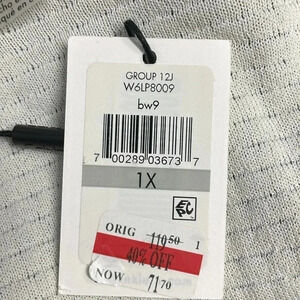 GROUP 12J
W6LP8009
bw9
7 00289 03673 7
1X
ORIG 119 50 1
40% OFF
NOW 71 70